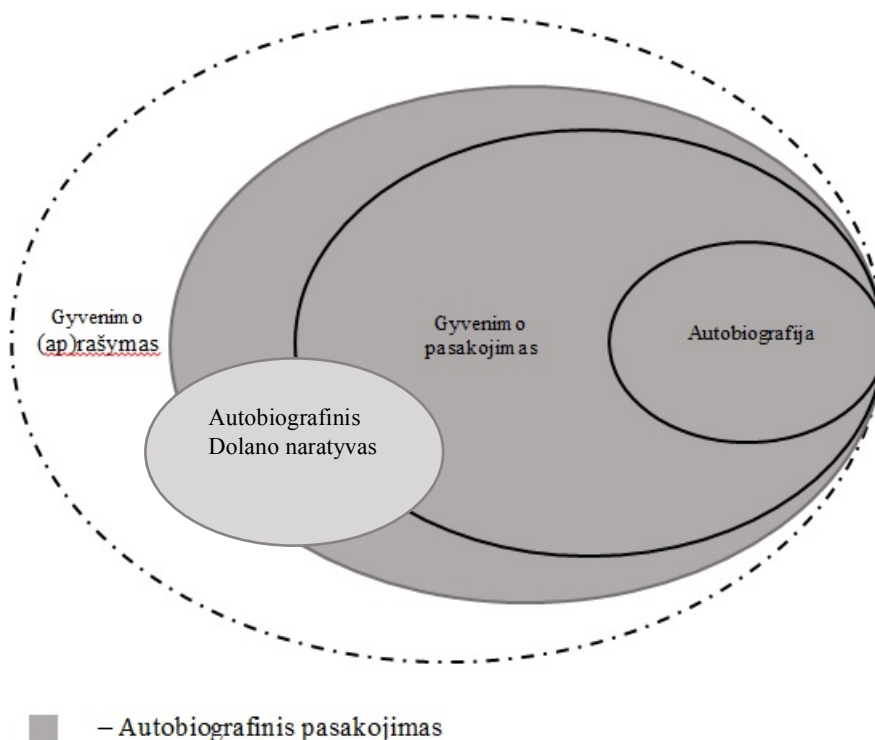 Gyvenimo
(ap)rašymas
Gyvenimo
pasakojimas
Autobiografija
Autobiografinis
Dolano naratyvas
– Autobiografinis pasakojimas